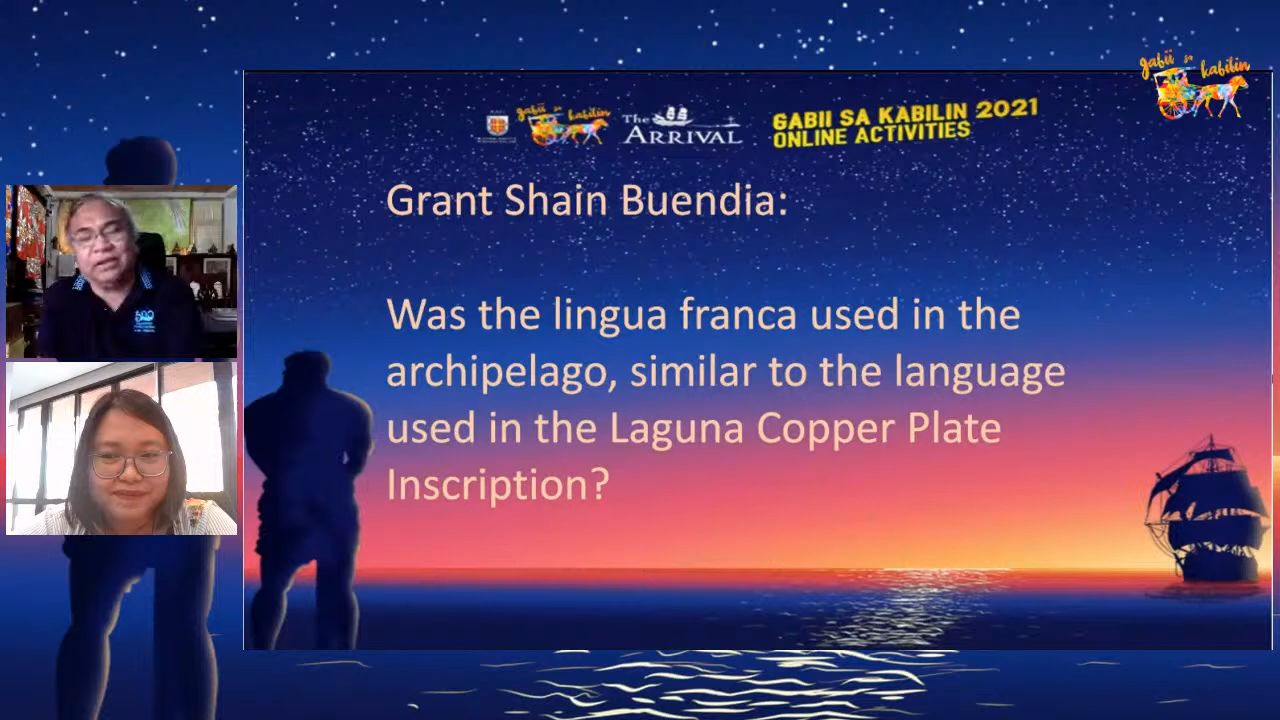 gabii sa kabilin
gabii sa kabilin
The ARRIVAL
GABII SA KABILIN 2021
ONLINE ACTIVITIES
Grant Shain Buendia:
Was the lingua franca used in the
archipelago, similar to the language
used in the Laguna Copper Plate
Inscription?
500